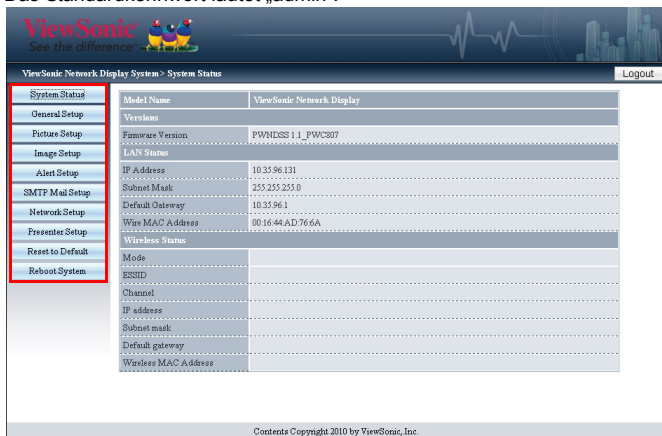 Das Standardkennwort lautet „admin“.
ViewSonic®
See the difference™
ViewSonic Network Display System> System Status
Logout
System Status
General Setup
Picture Setup
Image Setup
Alert Setup
SMTP Mail Setup
Network Setup
Presenter Setup
Reset to Default
Reboot System
Model Name ViewSonic Network Display
Versions
Firmware Version PWNDSS 1.1_PWC807
LAN Status
IP Address 10.35.96.131
Subnet Mask 255.255.255.0
Default Gateway 10.35.96.1
Wire MAC Address 00:16:44:AD:76:6A
Wireless Status
Mode
ESSID
Channel
IP address
Subnet mask
Default gateway
Wireless MAC Address
Contents Copyright 2010 by ViewSonic, Inc.